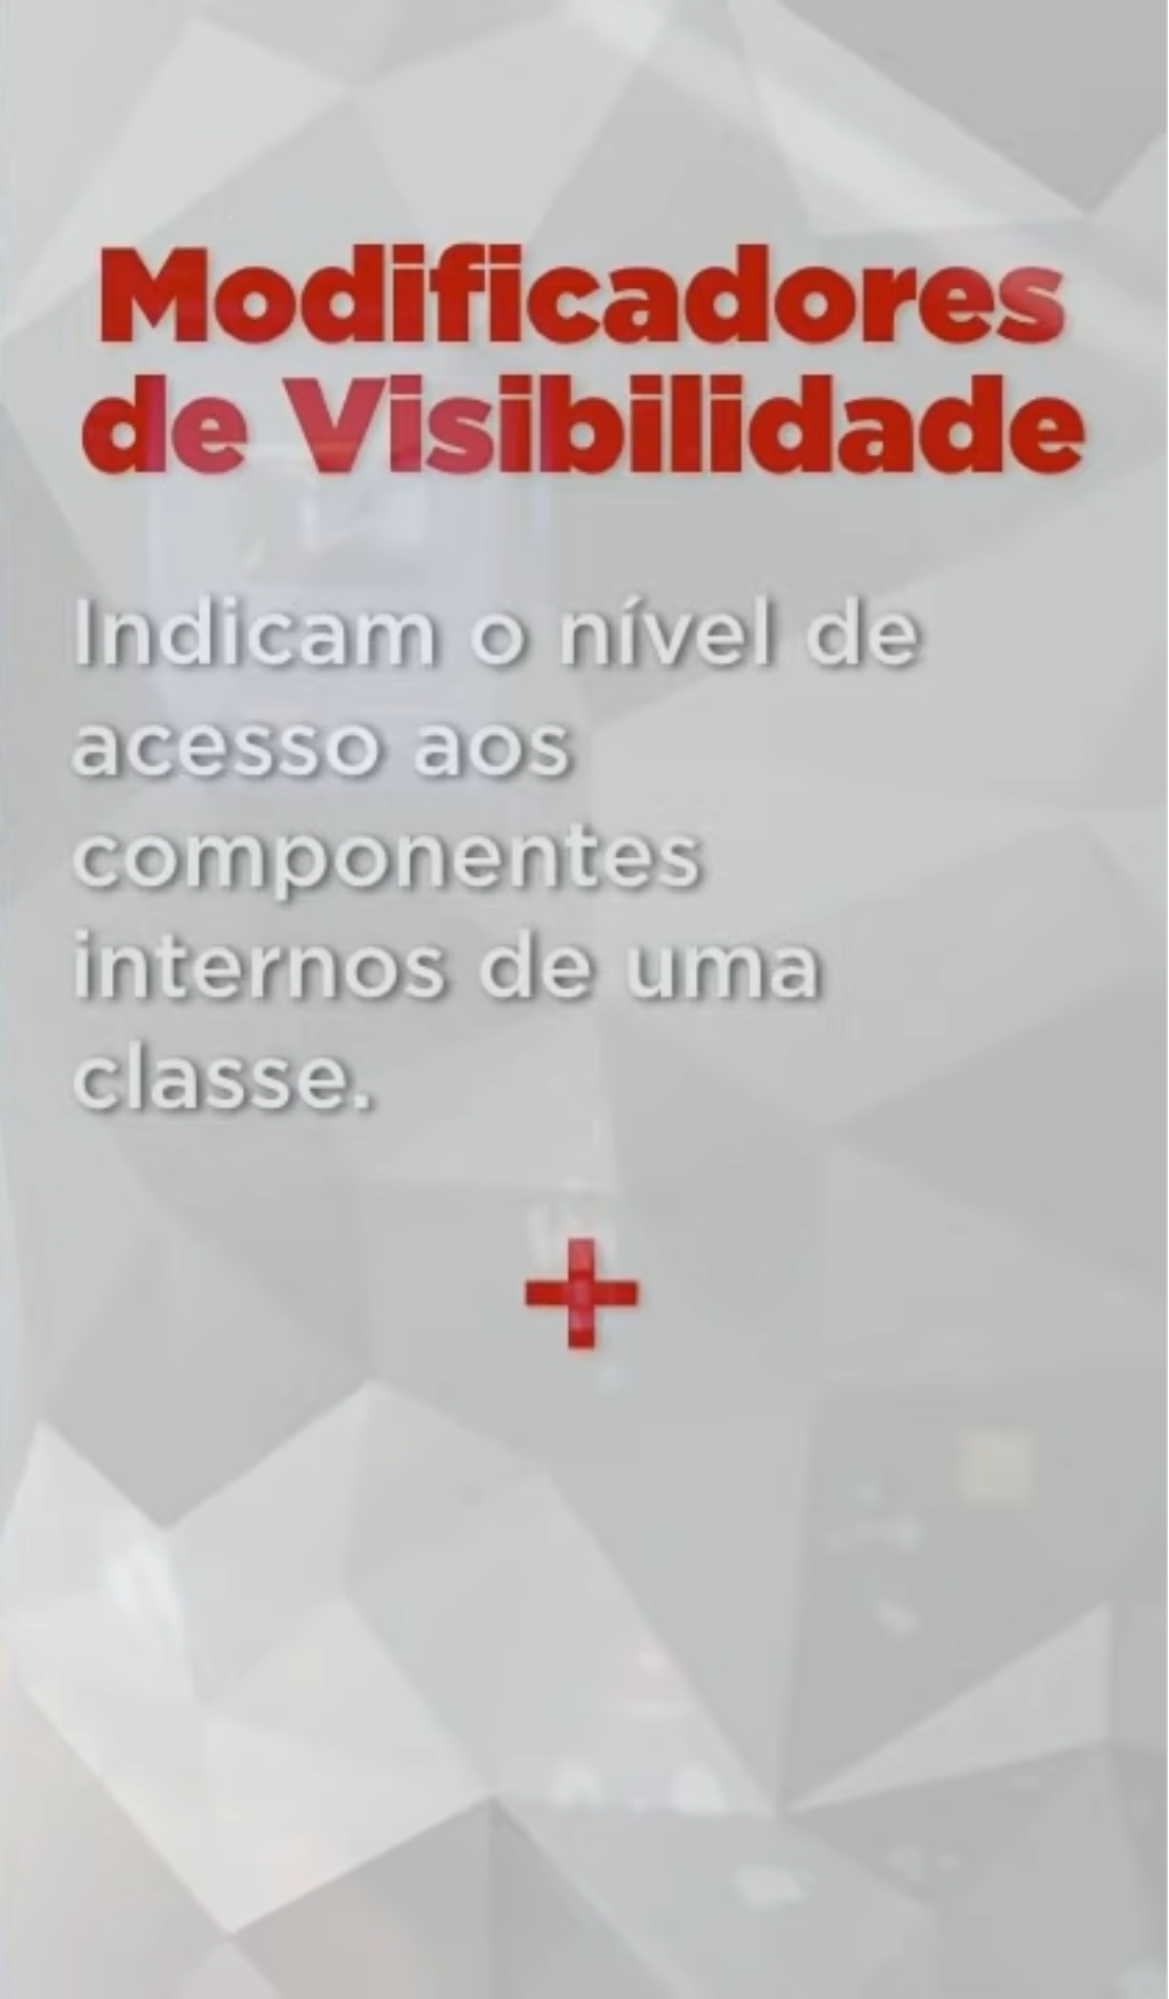 Modificadores
de Visibilidade
Indicam o nível de
acesso aos
componentes
internos de uma
classe.
+